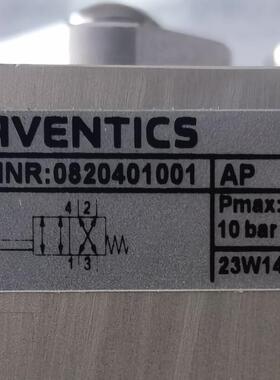 AVENTICS
MNR:0820401001 AP
4 2
Pmax:
10 bar
1 3
23W14